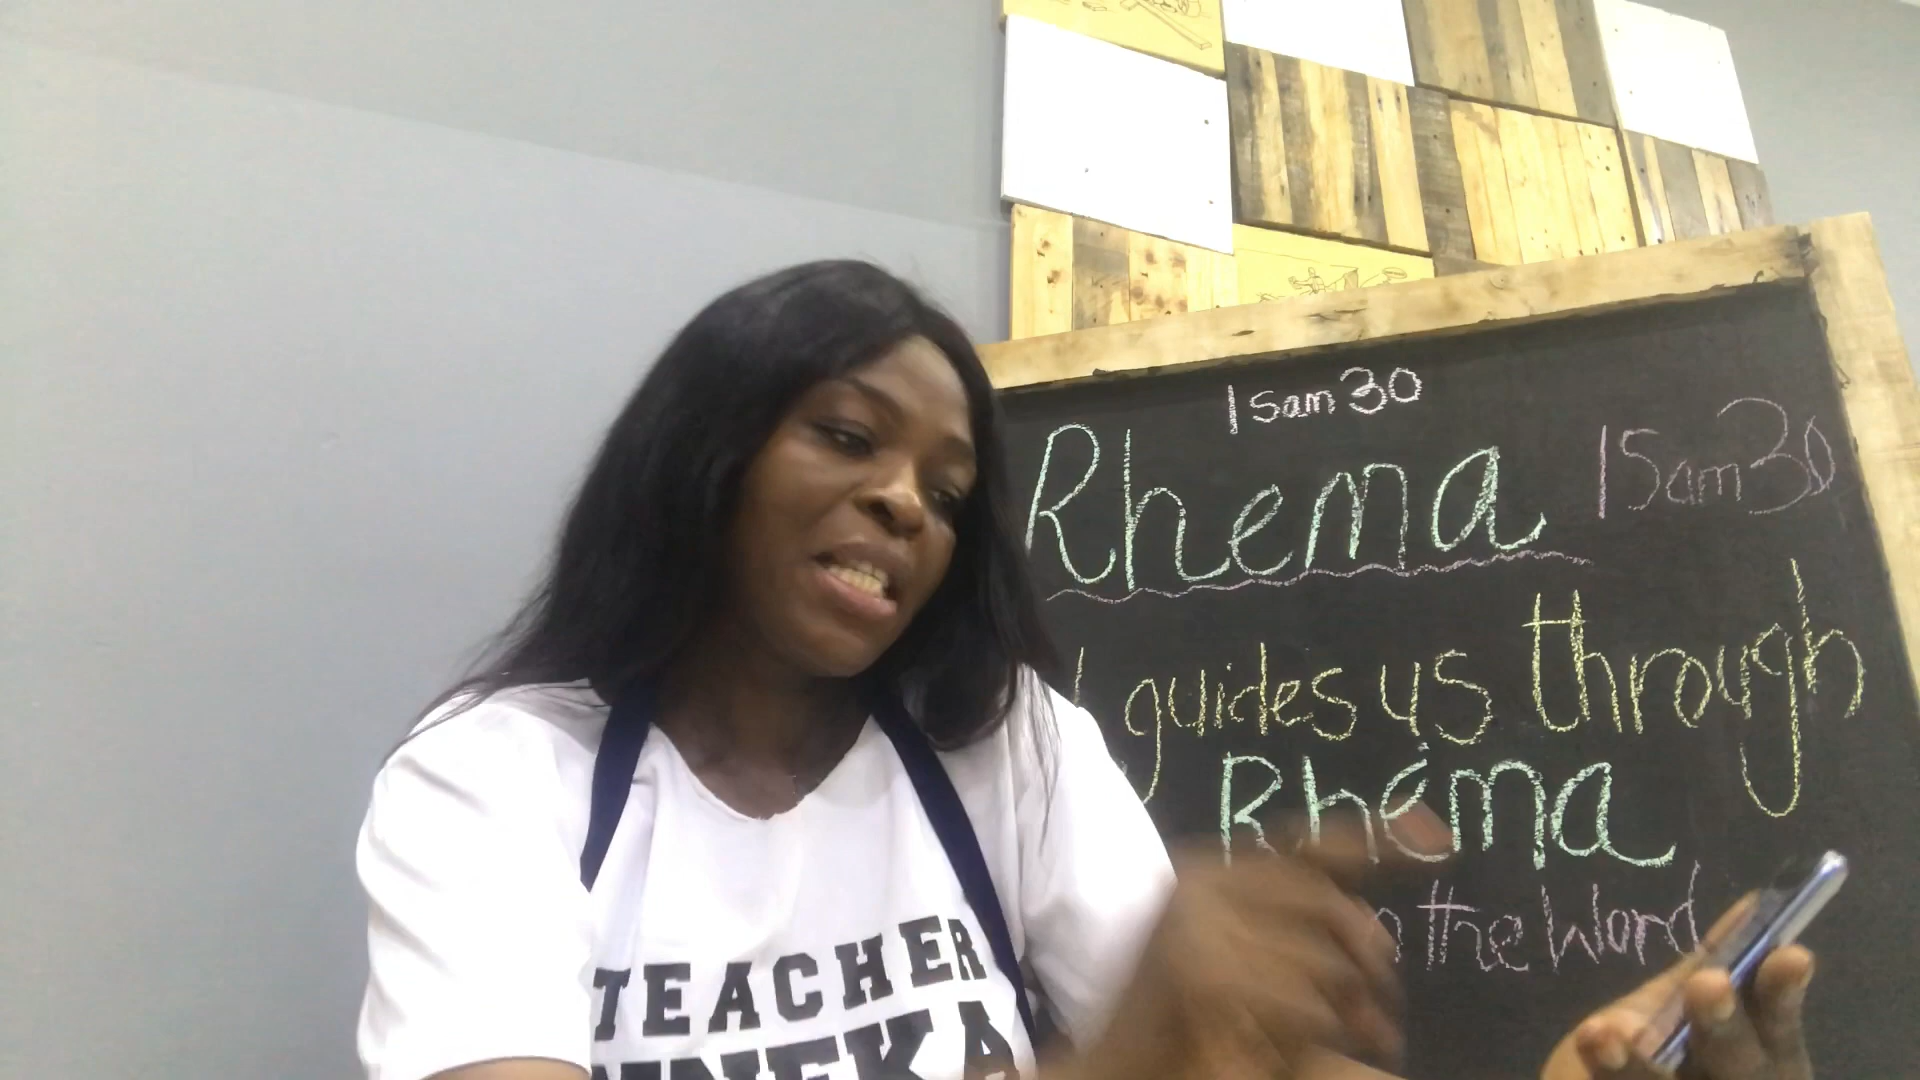 1 Sam 30
Rhema
1 Sam 30
guides us through
Rhema
the Word
TEACHER